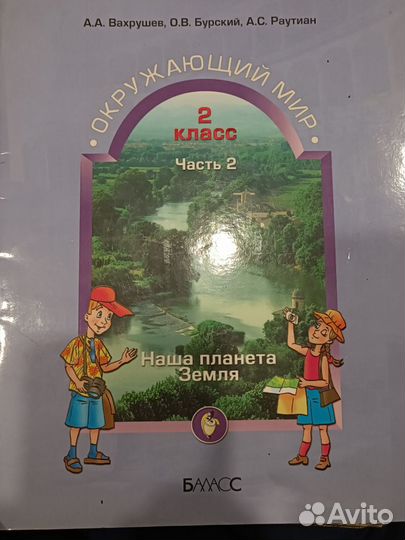 А.А. Вахрушев, О.В. Бурский, А.С. Раутиан
ОКРУЖАЮЩИЙ МИР
2
класс
Часть 2
Наша планета
Земля
БАЛАСС
Avito